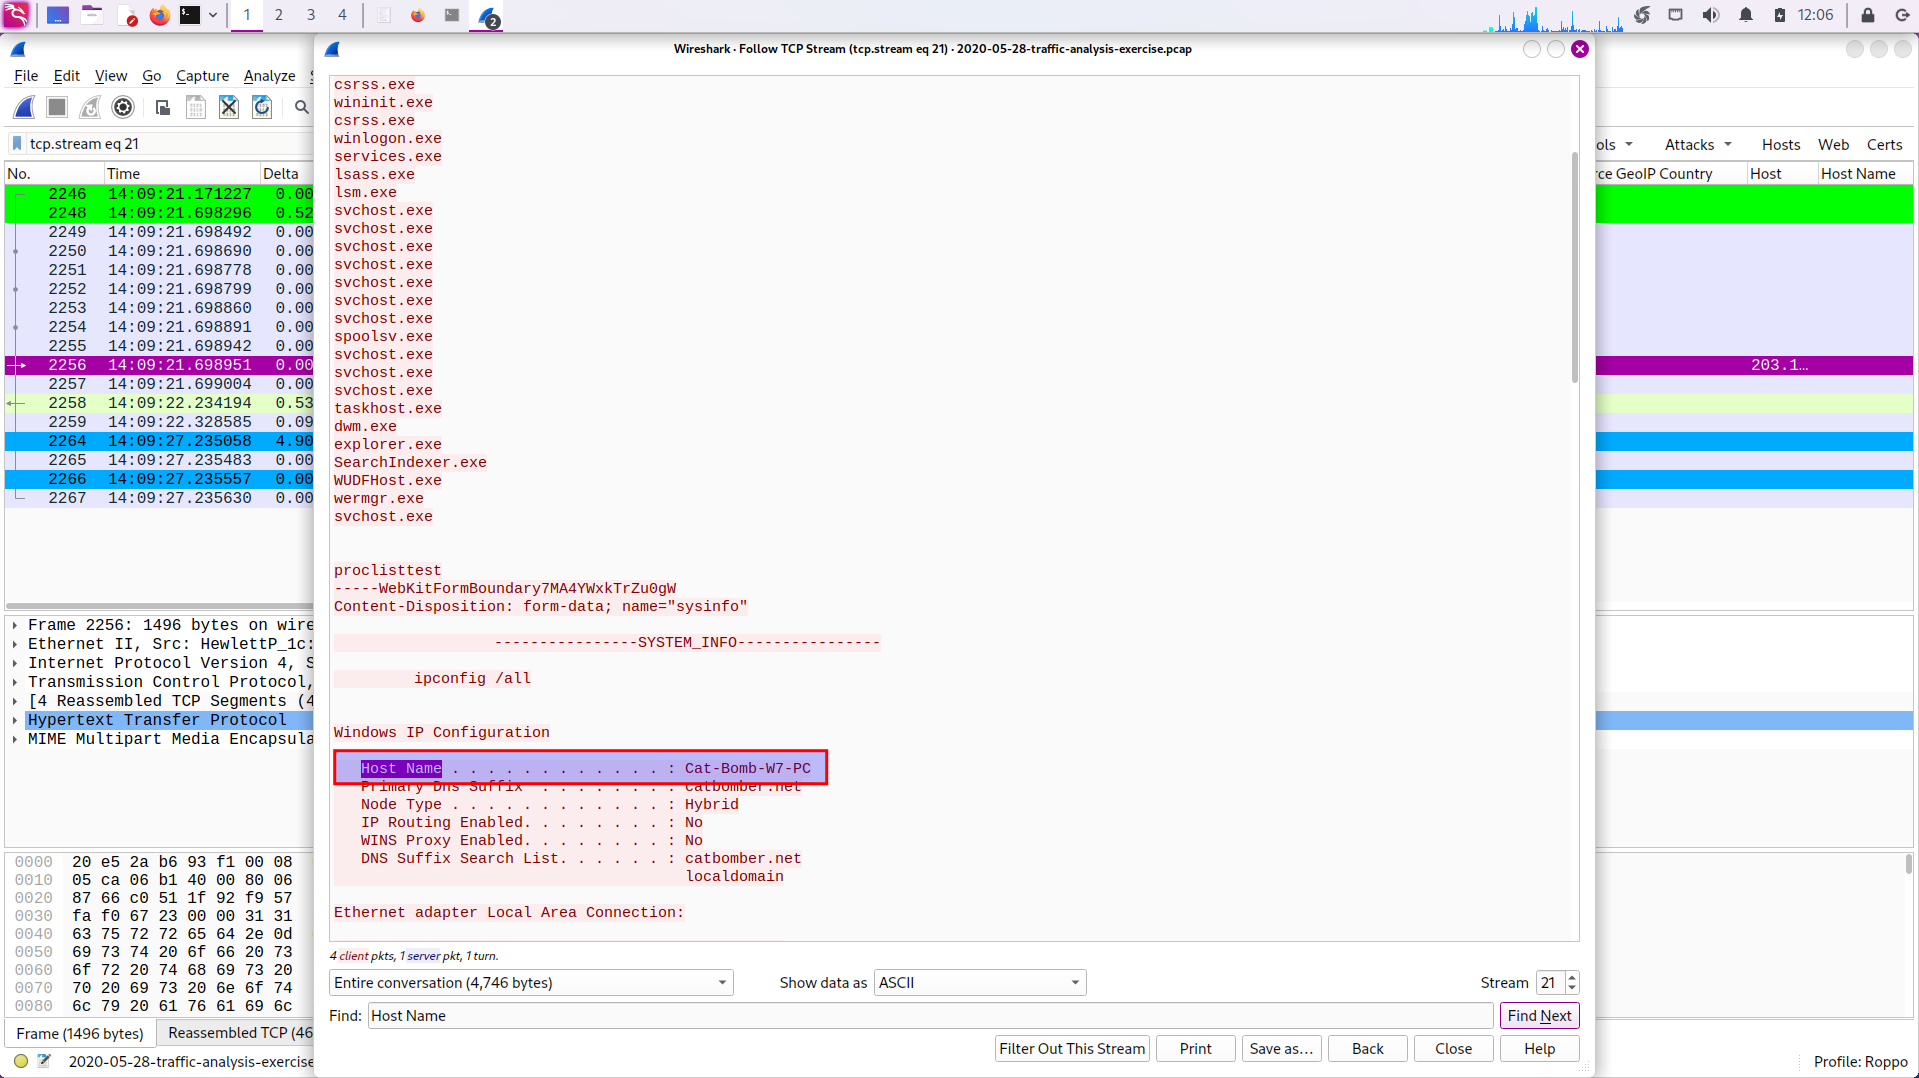 1 2 3 4
2
12:06
Wireshark · Follow TCP Stream (tcp.stream eq 21) · 2020-05-28-traffic-analysis-exercise.pcap
File Edit View Go Capture Analyze
tcp.stream eq 21
Attacks Hosts Web Certs
No. Time Delta
GeoIP Country Host Host Name
2246 14:09:21.171227 0.00
2248 14:09:21.698296 0.52
2249 14:09:21.698492 0.00
2250 14:09:21.698690 0.00
2251 14:09:21.698778 0.00
2252 14:09:21.698799 0.00
2253 14:09:21.698860 0.00
2254 14:09:21.698891 0.00
2255 14:09:21.698942 0.00
2256 14:09:21.698951 0.00 203.1…
2257 14:09:21.699004 0.00
2258 14:09:22.234194 0.53
2259 14:09:22.328585 0.09
2264 14:09:27.235058 4.90
2265 14:09:27.235483 0.00
2266 14:09:27.235557 0.00
2267 14:09:27.235630 0.00
Frame 2256: 1496 bytes on wire
Ethernet II, Src: HewlettP_1c:
Internet Protocol Version 4, S
Transmission Control Protocol,
[4 Reassembled TCP Segments (4
Hypertext Transfer Protocol
MIME Multipart Media Encapsula
0000 20 e5 2a b6 93 f1 00 08
0010 05 ca 06 b1 40 00 80 06
0020 87 66 c0 51 1f 92 f9 57
0030 fa f0 67 23 00 00 31 31
0040 63 75 72 72 65 64 2e 0d
0050 69 73 74 20 6f 66 20 73
0060 6f 72 20 74 68 69 73 20
0070 70 20 69 73 20 6e 6f 74
0080 6c 79 20 61 76 61 69 6c
Frame (1496 bytes) Reassembled TCP (46
2020-05-28-traffic-analysis-exercise
Profile: Roppo
csrss.exe
wininit.exe
csrss.exe
winlogon.exe
services.exe
lsass.exe
lsm.exe
svchost.exe
svchost.exe
svchost.exe
svchost.exe
svchost.exe
svchost.exe
svchost.exe
spoolsv.exe
svchost.exe
svchost.exe
svchost.exe
taskhost.exe
dwm.exe
explorer.exe
SearchIndexer.exe
WUDFHost.exe
wermgr.exe
svchost.exe
proclisttest
-----WebKitFormBoundary7MA4YWxkTrZu0gW
Content-Disposition: form-data; name="sysinfo"
----------------SYSTEM_INFO----------------
ipconfig /all
Windows IP Configuration
Host Name . . . . . . . . . . . . : Cat-Bomb-W7-PC
Primary Dns Suffix . . . . . . . : catbomber.net
Node Type . . . . . . . . . . . . : Hybrid
IP Routing Enabled. . . . . . . . : No
WINS Proxy Enabled. . . . . . . . : No
DNS Suffix Search List. . . . . . : catbomber.net
localdomain
Ethernet adapter Local Area Connection:
4 client pkts, 1 server pkt, 1 turn.
Entire conversation (4,746 bytes) Show data as ASCII Stream 21
Find: Host Name Find Next
Filter Out This Stream Print Save as… Back Close Help